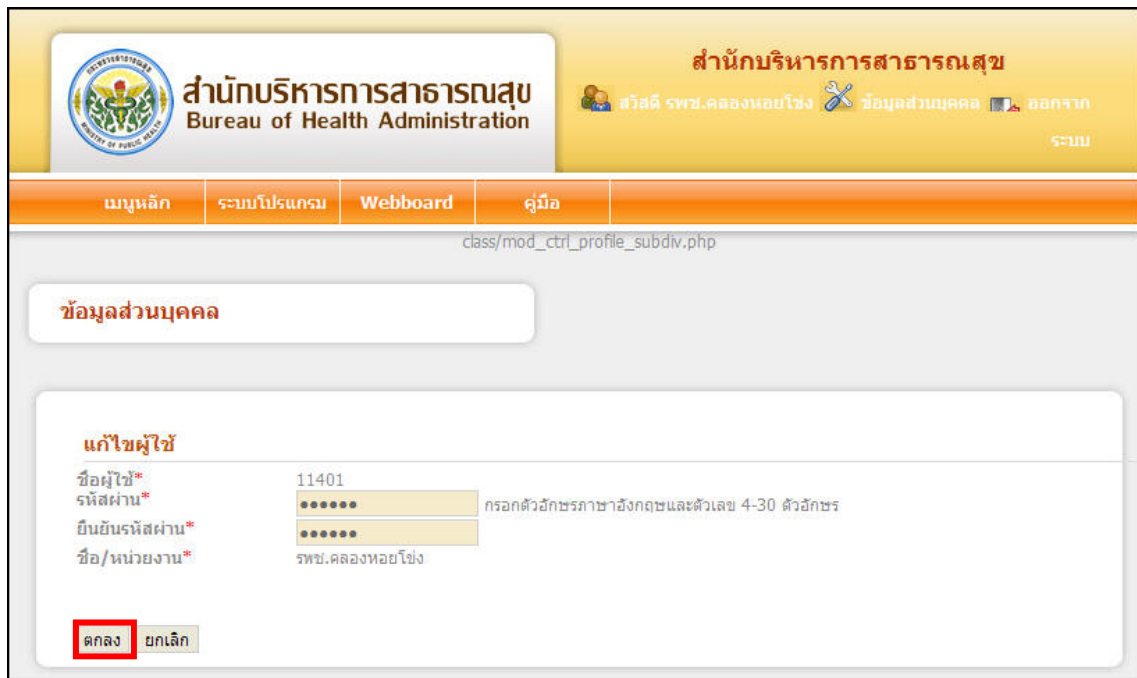 สำนักบริหารการสาธารณสุข
Bureau of Health Administration
MINISTRY OF PUBLIC HEALTH
สำนักบริหารการสาธารณสุข
สวัสดี รพช.คลองหอยโข่ง ข้อมูลส่วนบุคคล ออกจาก
ระบบ
เมนูหลัก ระบบโปรแกรม Webboard คู่มือ
class/mod_ctrl_profile_subdiv.php
ข้อมูลส่วนบุคคล
แก้ไขผู้ใช้
ชื่อผู้ใช้* 11401
รหัสผ่าน* •••••• กรอกตัวอักษรภาษาอังกฤษและตัวเลข 4-30 ตัวอักษร
ยืนยันรหัสผ่าน* ••••••
ชื่อ/หน่วยงาน* รพช.คลองหอยโข่ง
ตกลง ยกเลิก